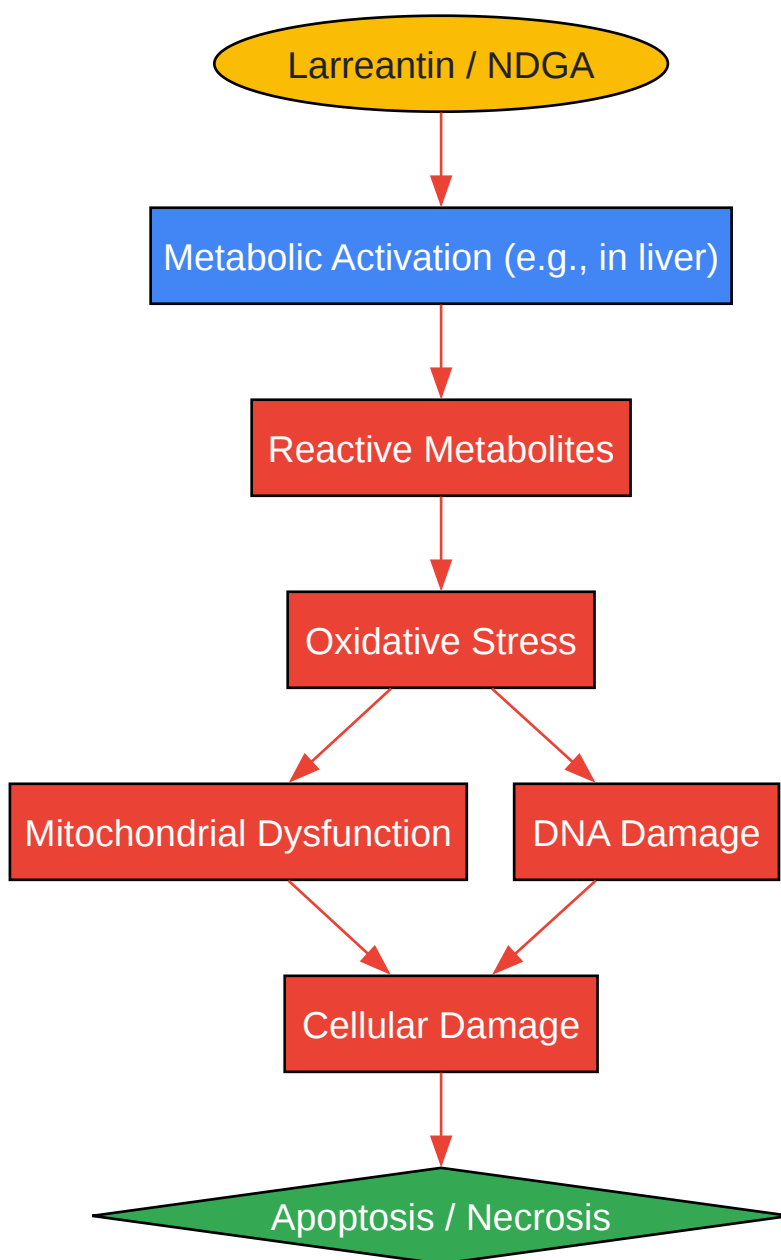 Larreantin / NDGA
Metabolic Activation (e.g., in liver)
Reactive Metabolites
Oxidative Stress
Mitochondrial Dysfunction
DNA Damage
Cellular Damage
Apoptosis / Necrosis